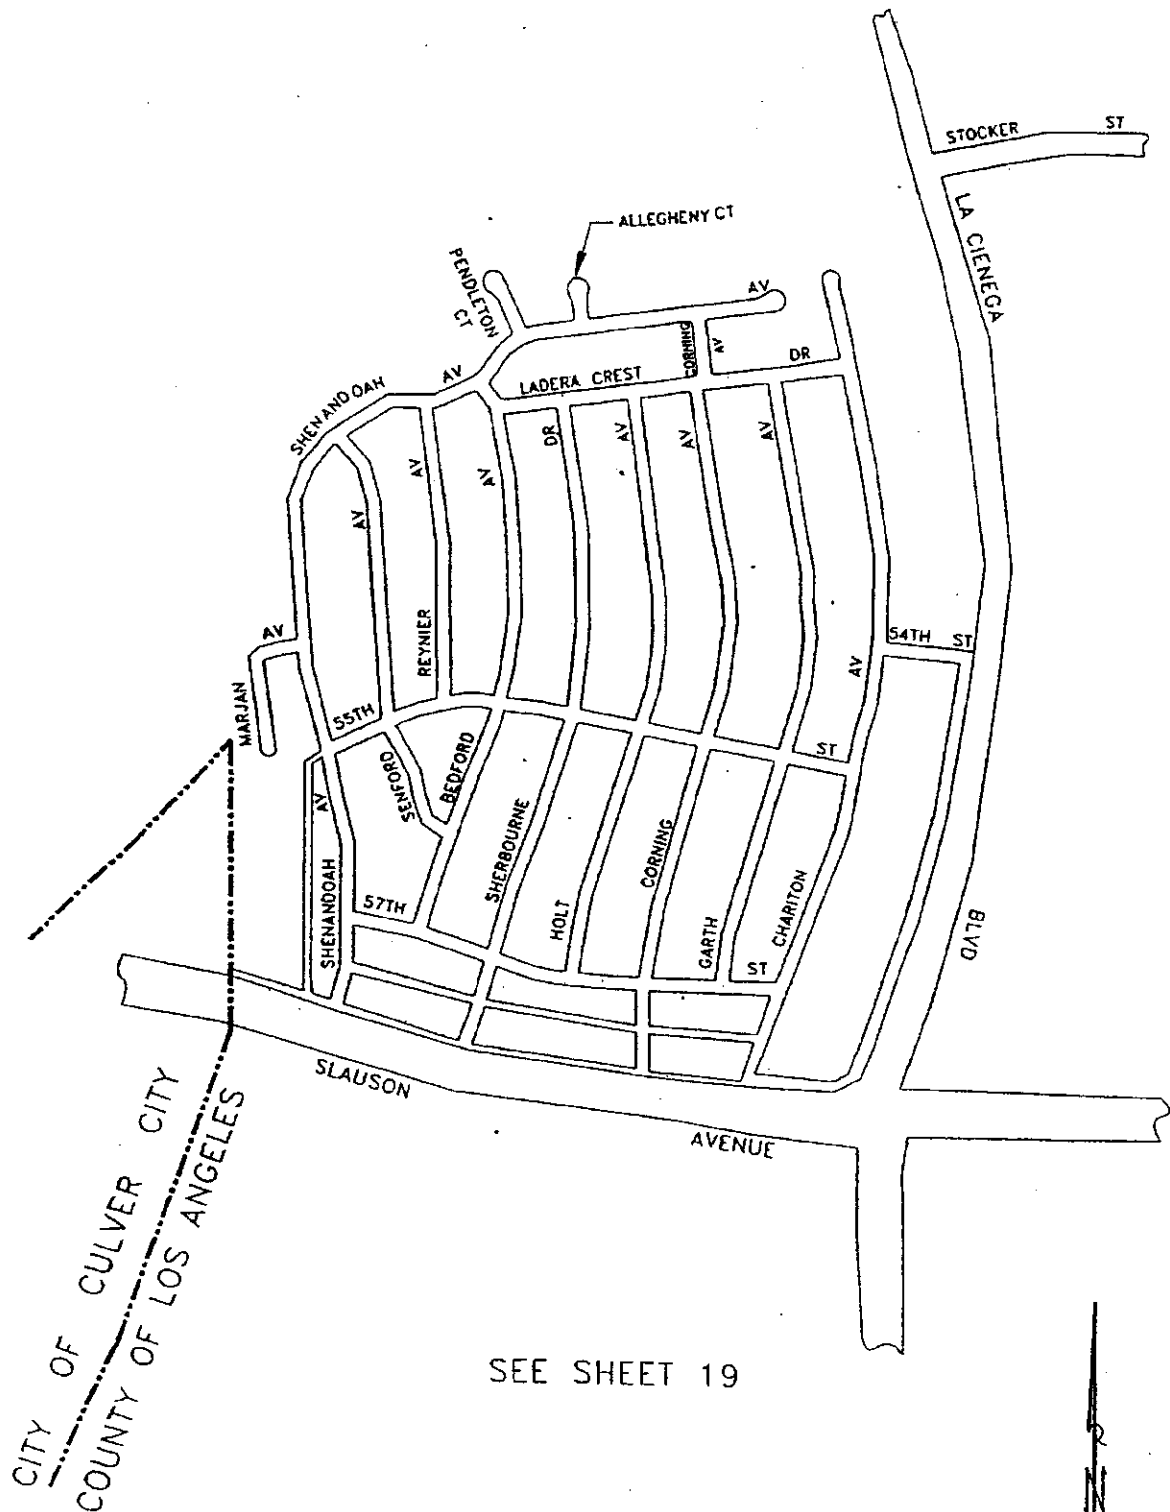 STOCKER ST
LA CIENEGA
ALLEGHENY CT
PENDLETON
CT
AV
CORNING
AV
DR
LADERA CREST
SHENANDOAH
AV
DR
AV
AV
AV
AV
AV
AV
REYNIER
AV
54TH ST
AV
MARJAN
55TH
ST
SENFORD
BEDFORD
AV
SHERBOURNE
CORNING
SHENANDOAH
57TH
HOLT
GARTH
CHARITON
ST
BLVD
SLAUSON
AVENUE
CITY OF CULVER CITY
COUNTY OF LOS ANGELES
SEE SHEET 19
N